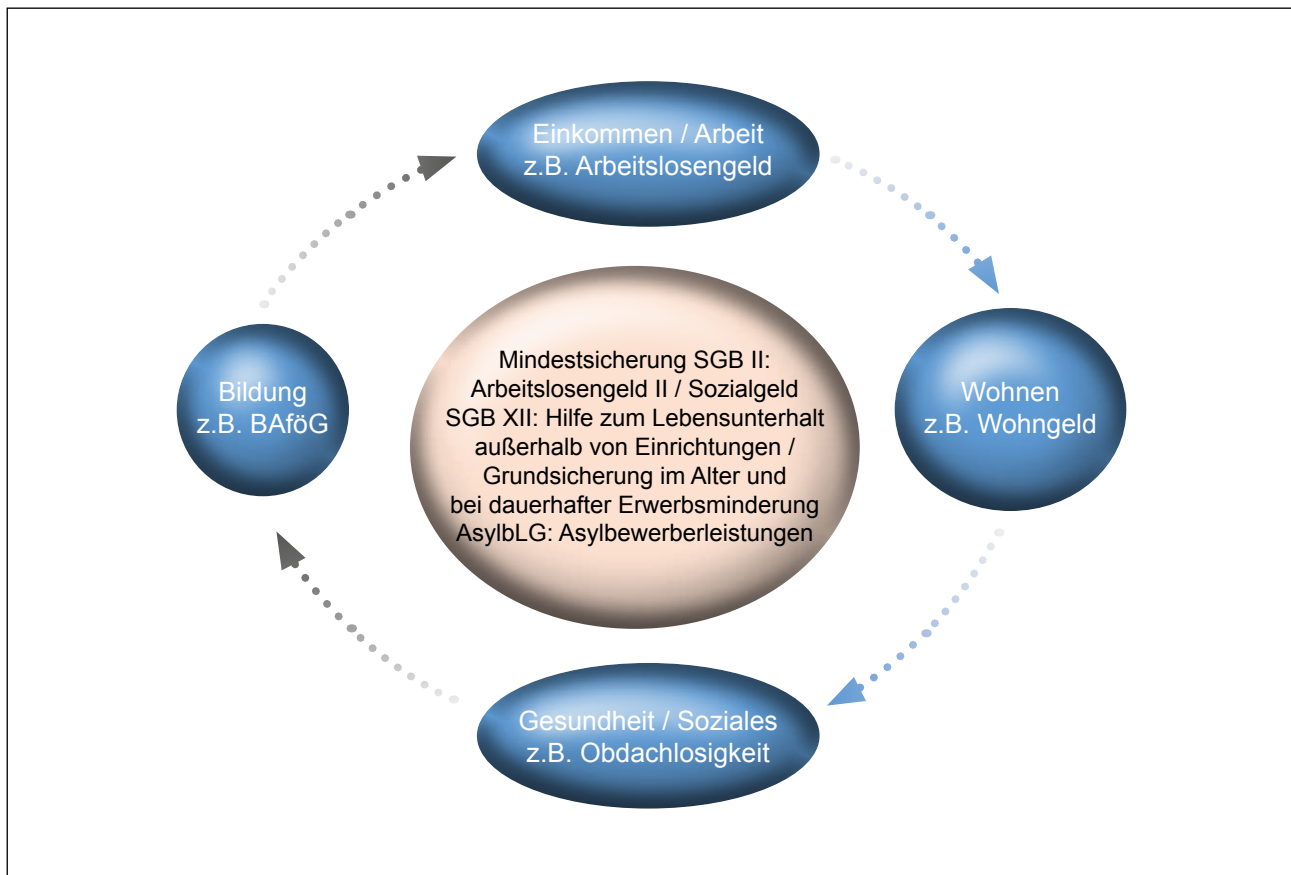 Einkommen / Arbeit
z.B. Arbeitslosengeld
Mindestsicherung SGB II:
Arbeitslosengeld II / Sozialgeld
SGB XII: Hilfe zum Lebensunterhalt
außerhalb von Einrichtungen /
Grundsicherung im Alter und
bei dauerhafter Erwerbsminderung
AsylbLG: Asylbewerberleistungen
Bildung
z.B. BAföG
Wohnen
z.B. Wohngeld
Gesundheit / Soziales
z.B. Obdachlosigkeit